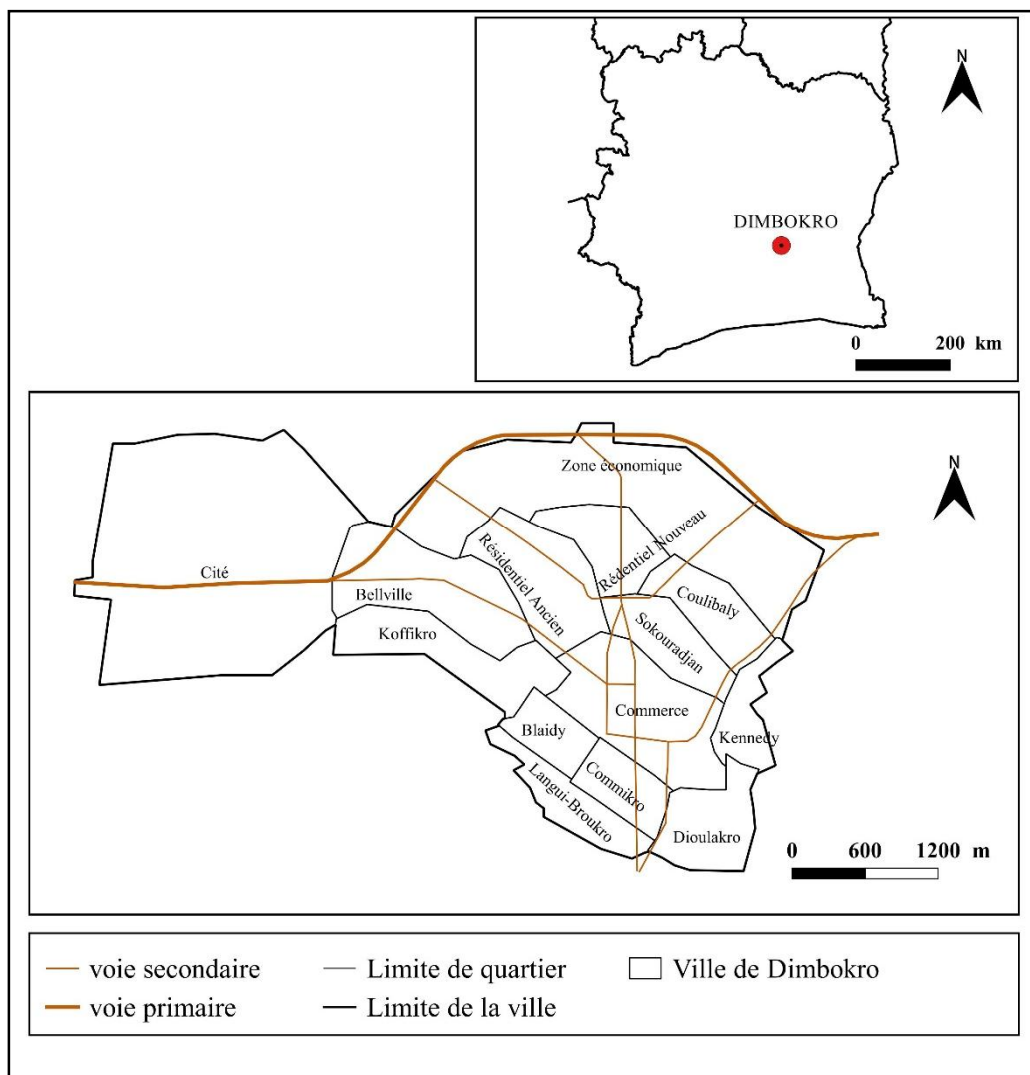 N
DIMBOKRO
0 200 km
N
Zone économique
Rédentiel Nouveau
Résidentiel Ancien
Cité
Bellville
Coulibaly
Koffikro
Sokouradjan
Commerce
Blaidy
Kennedy
Commikro
Langui-Broukro
Dioulakro
0 600 1200 m
voie secondaire
Limite de quartier
Ville de Dimbokro
voie primaire
Limite de la ville